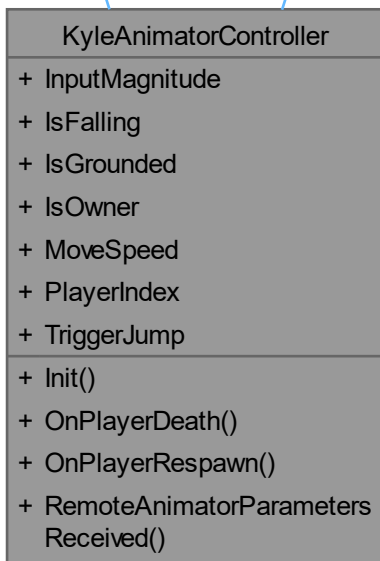 KyleAnimatorController
+ InputMagnitude
+ IsFalling
+ IsGrounded
+ IsOwner
+ MoveSpeed
+ PlayerIndex
+ TriggerJump
+ Init()
+ OnPlayerDeath()
+ OnPlayerRespawn()
+ RemoteAnimatorParameters
Received()